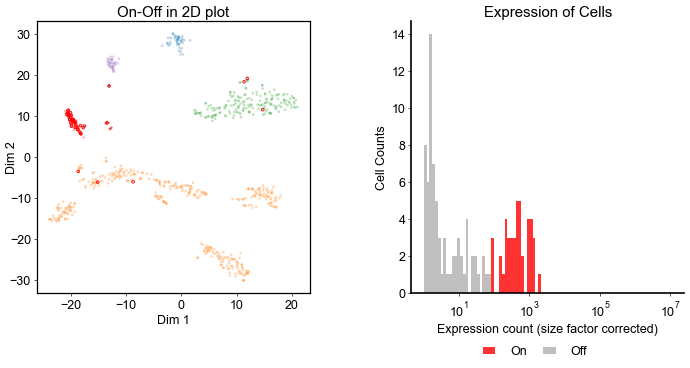 On-Off in 2D plot
30
20
10
0
−10
−20
−30
Dim 2
−20 −10 0 10 20
Dim 1
Expression of Cells
14
12
10
8
6
4
2
0
Cell Counts
10^1 10^3 10^5 10^7
Expression count (size factor corrected)
On Off